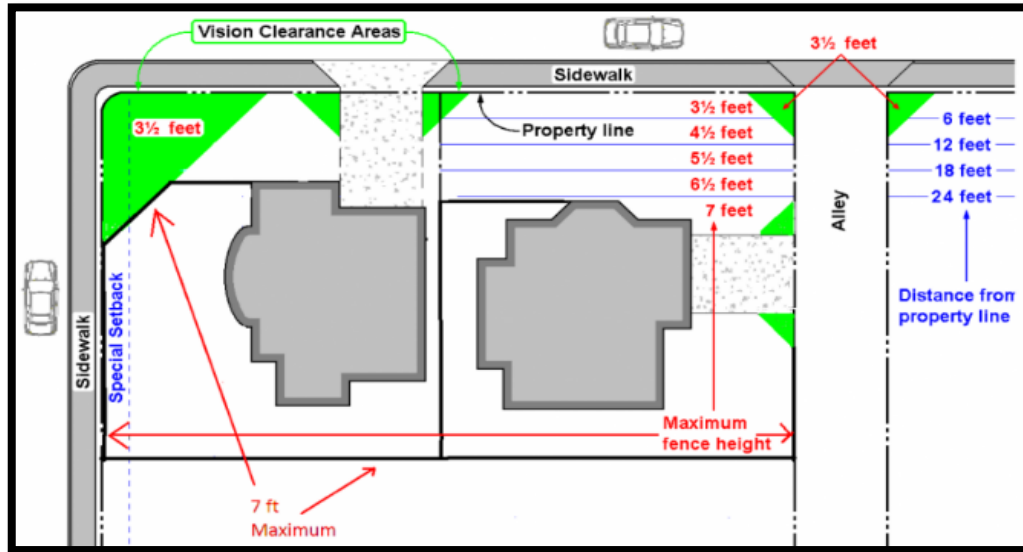 Vision Clearance Areas
3½ feet
Sidewalk
3½ feet
3½ feet
6 feet
Property line
4½ feet
12 feet
5½ feet
18 feet
6½ feet
24 feet
7 feet
Alley
Special Setback
Sidewalk
Distance from
property line
Maximum
fence height
7 ft
Maximum